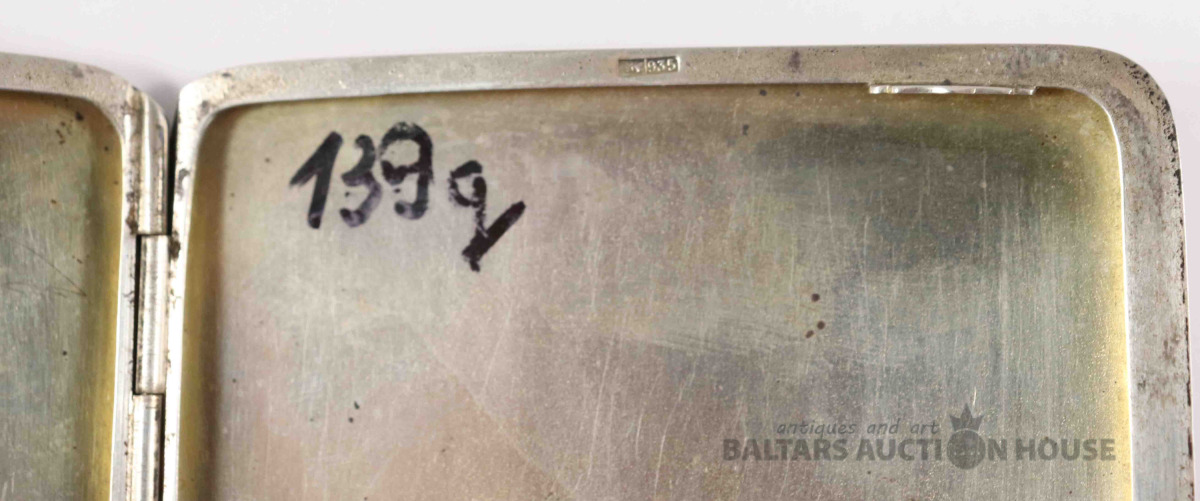 935
139g
antiques and art
BALTARS AUCTION HOUSE